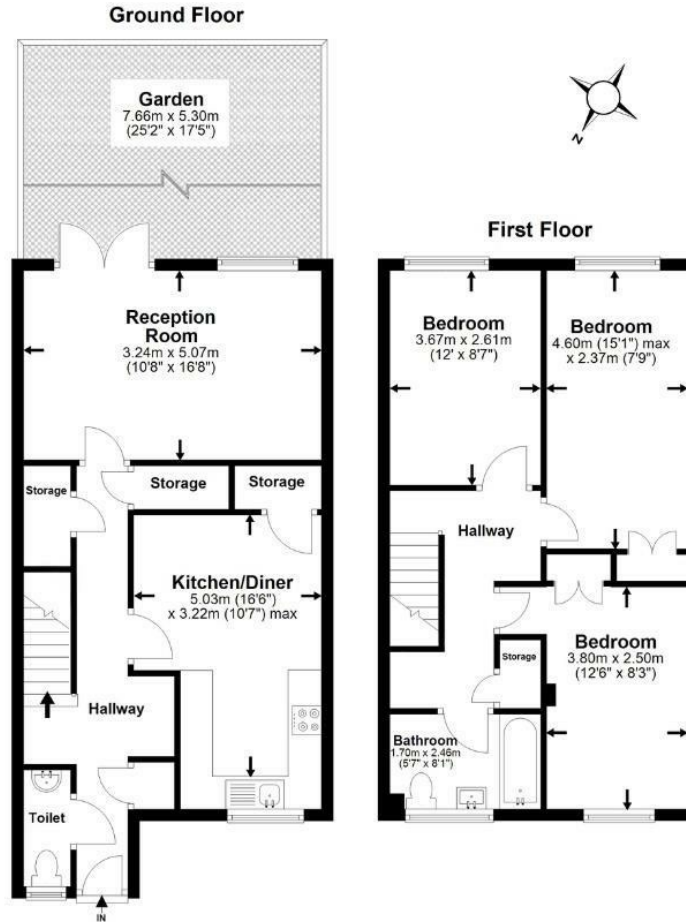 Ground Floor
Garden
7.66m x 5.30m
(25'2" x 17'5")
N
Reception
Room
3.24m x 5.07m
(10'8" x 16'8")
Storage
Storage
Storage
Kitchen/Diner
5.03m (16'6")
x 3.22m (10'7") max
Hallway
Toilet
IN
First Floor
Bedroom
3.67m x 2.61m
(12' x 8'7")
Bedroom
4.60m (15'1") max
x 2.37m (7'9")
Hallway
Bedroom
3.80m x 2.50m
(12'6" x 8'3")
Storage
Bathroom
1.70m x 2.46m
(5'7" x 8'1")